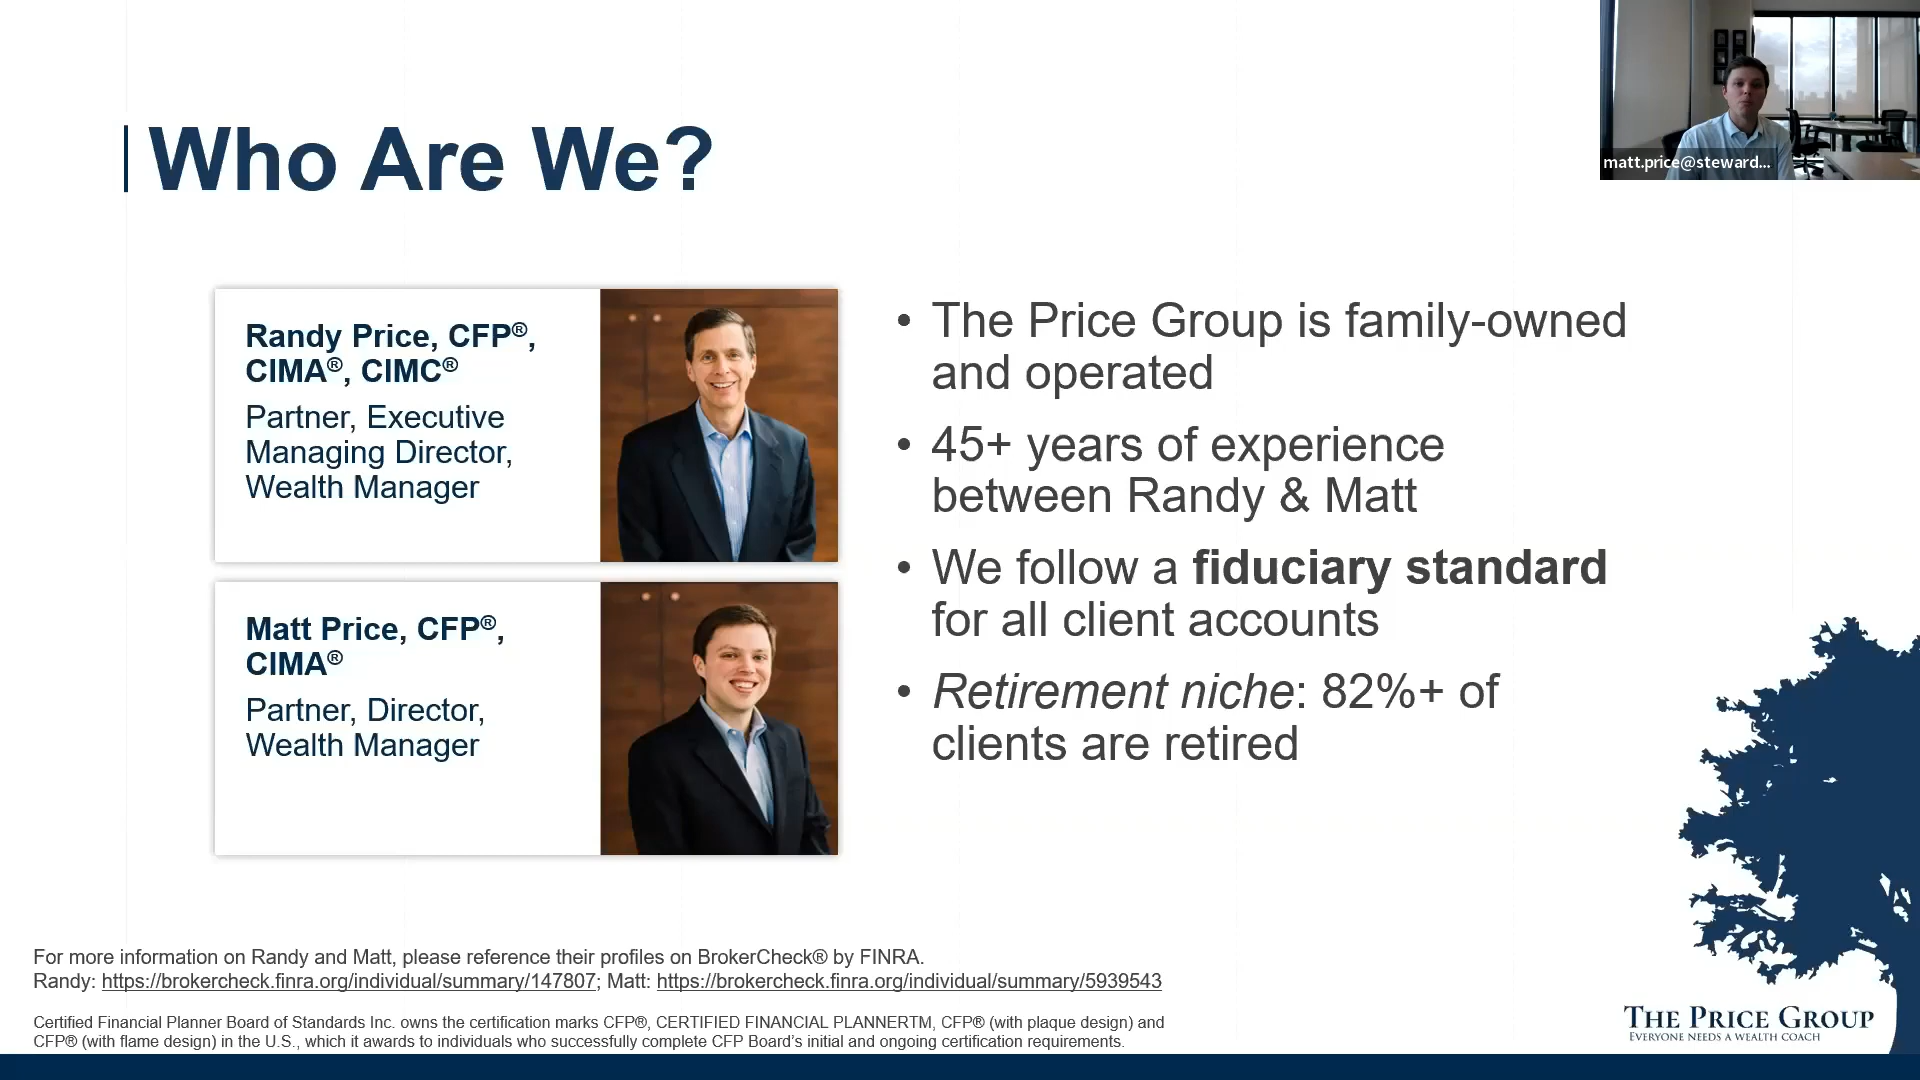 matt.price@steward...
Who Are We?
Randy Price, CFP®,
CIMA®, CIMC®
Partner, Executive
Managing Director,
Wealth Manager
Matt Price, CFP®,
CIMA®
Partner, Director,
Wealth Manager
• The Price Group is family-owned
and operated
• 45+ years of experience
between Randy & Matt
• We follow a fiduciary standard
for all client accounts
• Retirement niche: 82%+ of
clients are retired
For more information on Randy and Matt, please reference their profiles on BrokerCheck® by FINRA.
Randy: https://brokercheck.finra.org/individual/summary/147807; Matt: https://brokercheck.finra.org/individual/summary/5939543
Certified Financial Planner Board of Standards Inc. owns the certification marks CFP®, CERTIFIED FINANCIAL PLANNERTM, CFP® (with plaque design) and
CFP® (with flame design) in the U.S., which it awards to individuals who successfully complete CFP Board's initial and ongoing certification requirements.
THE PRICE GROUP
EVERYONE NEEDS A WEALTH COACH